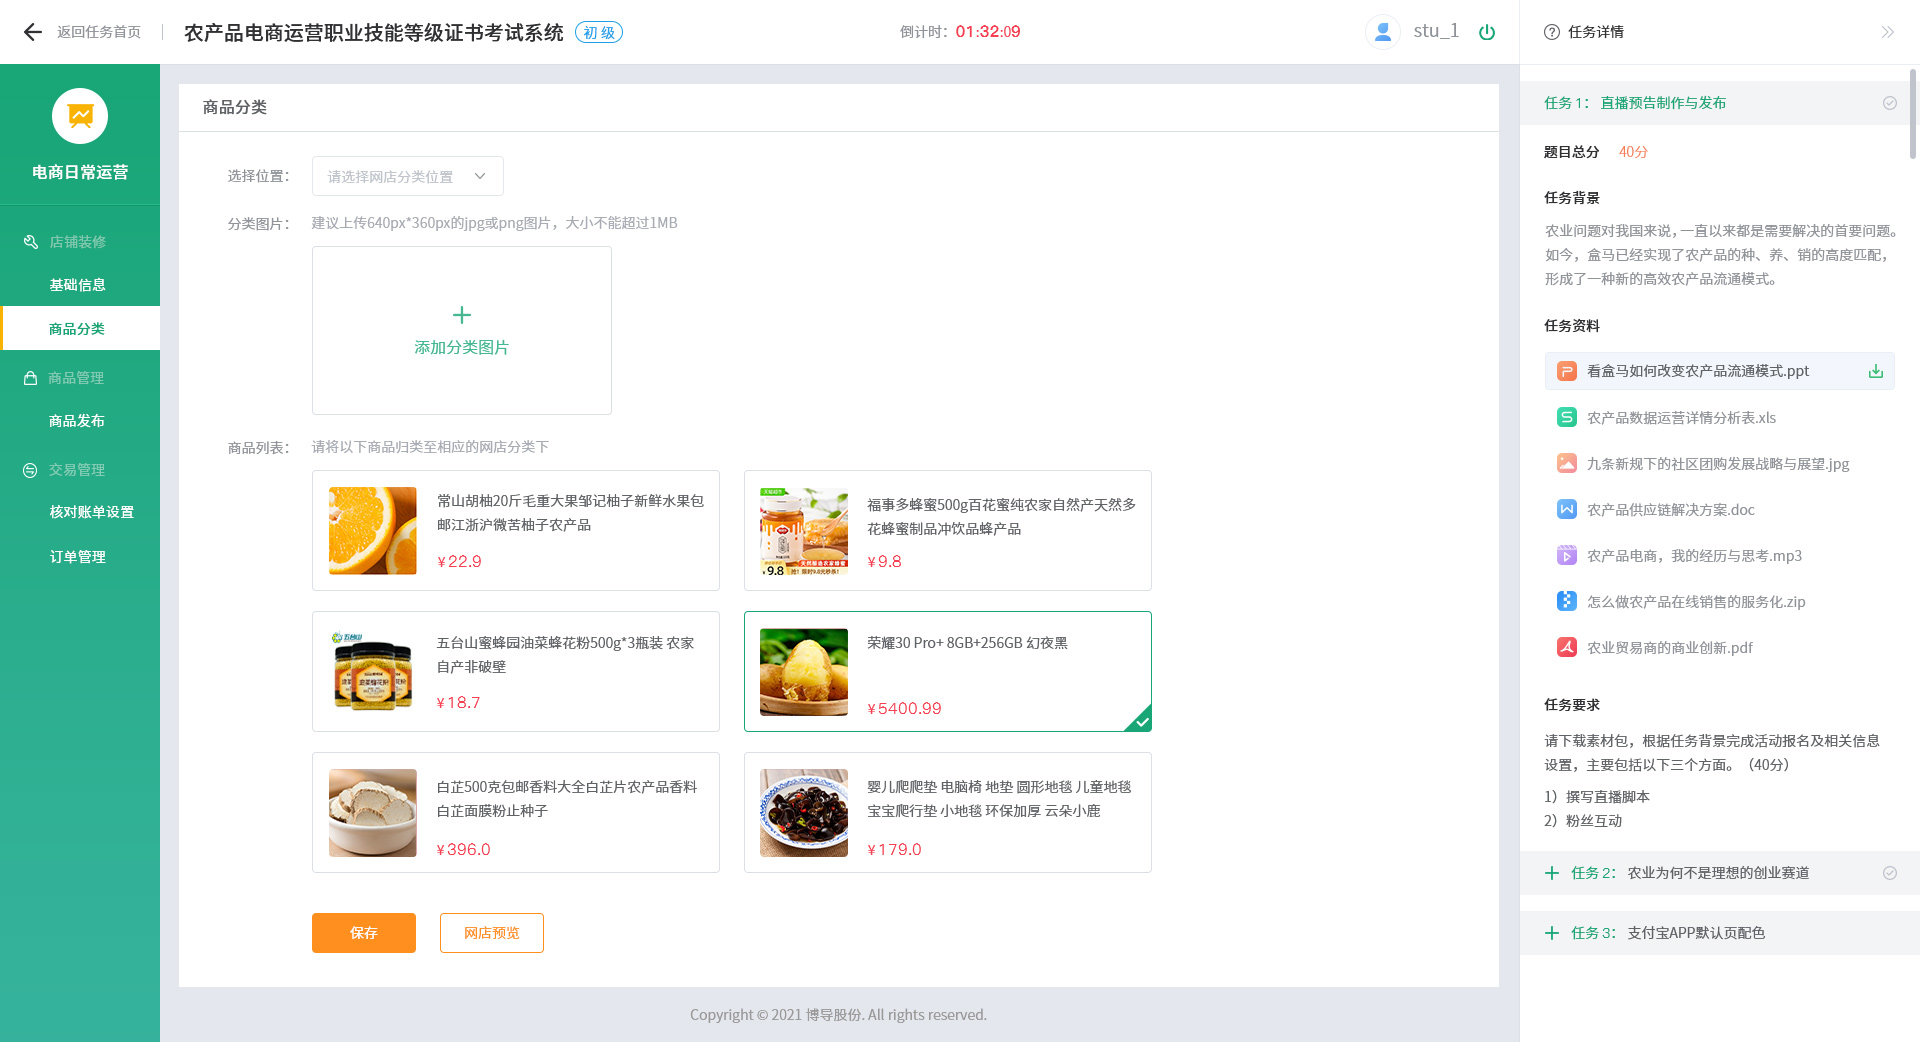 返回任务首页
农产品电商运营职业技能等级证书考试系统
初级
倒计时：01:32:09
stu_1
任务详情
电商日常运营
店铺装修
基础信息
商品分类
商品管理
商品发布
交易管理
核对账单设置
订单管理
商品分类
选择位置：
请选择网店分类位置
分类图片：
建议上传640px*360px的jpg或png图片，大小不能超过1MB
添加分类图片
商品列表：
请将以下商品归类至相应的网店分类下
常山胡柚20斤毛重大果邹记柚子新鲜水果包
邮江浙沪微苦柚子农产品
¥22.9
福事多蜂蜜500g百花蜜纯农家自然产天然多
花蜂蜜制品冲饮品蜂产品
¥9.8
9.8
五台山蜜蜂园油菜蜂花粉500g*3瓶装 农家
自产非破壁
¥18.7
五台山
荣耀30 Pro+ 8GB+256GB 幻夜黑
¥5400.99
白芷500克包邮香料大全白芷片农产品香料
白芷面膜粉止种子
¥396.0
婴儿爬爬垫 电脑椅 地垫 圆形地毯 儿童地毯
宝宝爬行垫 小地毯 环保加厚 云朵小鹿
¥179.0
保存
网店预览
Copyright © 2021 博导股份. All rights reserved.
任务 1： 直播预告制作与发布
题目总分 40分
任务背景
农业问题对我国来说，一直以来都是需要解决的首要问题。
如今，盒马已经实现了农产品的种、养、销的高度匹配，
形成了一种新的高效农产品流通模式。
任务资料
看盒马如何改变农产品流通模式.ppt
农产品数据运营详情分析表.xls
九条新规下的社区团购发展战略与展望.jpg
农产品供应链解决方案.doc
农产品电商，我的经历与思考.mp3
怎么做农产品在线销售的服务化.zip
农业贸易商的商业创新.pdf
任务要求
请下载素材包，根据任务背景完成活动报名及相关信息
设置，主要包括以下三个方面。（40分）
1）撰写直播脚本
2）粉丝互动
任务 2： 农业为何不是理想的创业赛道
任务 3： 支付宝APP默认页配色